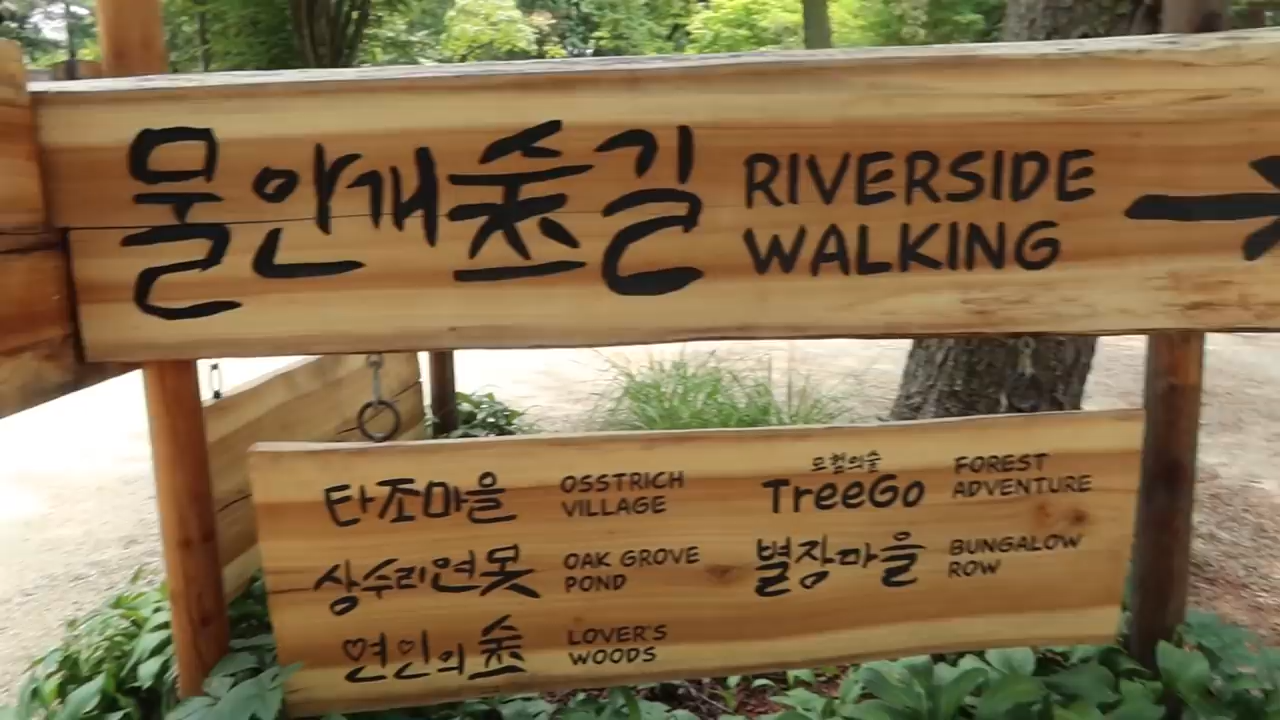 물안개숲길
RIVERSIDE
WALKING
타조마을
OSSTRICH
VILLAGE
모험의숲
TreeGo
FOREST
ADVENTURE
상수리연못
OAK GROVE
POND
별장마을
BUNGALOW
ROW
연인의숲
LOVER'S
WOODS